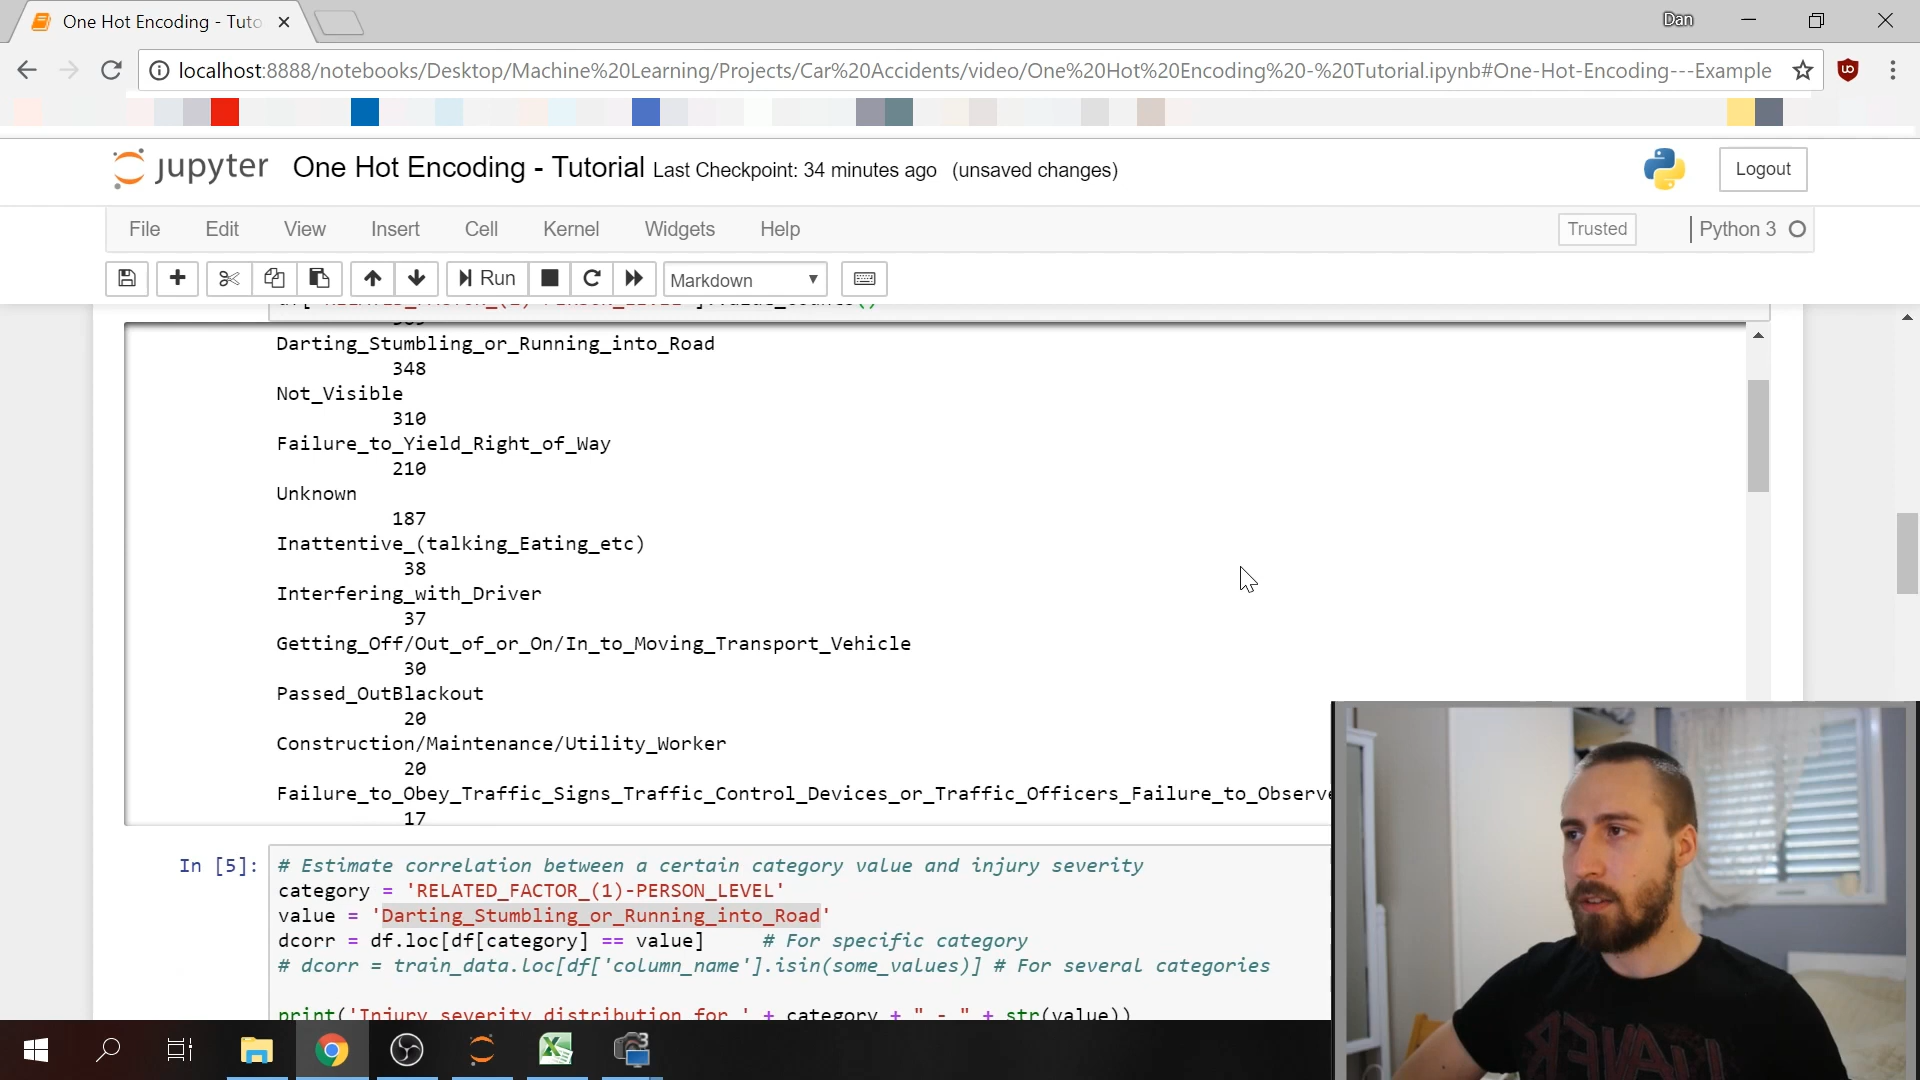 One Hot Encoding - Tuto
Dan
localhost:8888/notebooks/Desktop/Machine%20Learning/Projects/Car%20Accidents/video/One%20Hot%20Encoding%20-%20Tutorial.ipynb#One-Hot-Encoding---Example
jupyter One Hot Encoding - Tutorial Last Checkpoint: 34 minutes ago (unsaved changes)
Logout
File Edit View Insert Cell Kernel Widgets Help
Trusted
Python 3
Run
Markdown
Darting_Stumbling_or_Running_into_Road
348
Not_Visible
310
Failure_to_Yield_Right_of_Way
210
Unknown
187
Inattentive_(talking_Eating_etc)
38
Interfering_with_Driver
37
Getting_Off/Out_of_or_On/In_to_Moving_Transport_Vehicle
30
Passed_OutBlackout
20
Construction/Maintenance/Utility_Worker
20
Failure_to_Obey_Traffic_Signs_Traffic_Control_Devices_or_Traffic_Officers_Failure_to_Observe
17
In [5]:
# Estimate correlation between a certain category value and injury severity
category = 'RELATED_FACTOR_(1)-PERSON_LEVEL'
value = 'Darting_Stumbling_or_Running_into_Road'
dcorr = df.loc[df[category] == value] # For specific category
# dcorr = train_data.loc[df['column_name'].isin(some_values)] # For several categories
print('Injury severity distribution for ' + category + " - " + str(value))